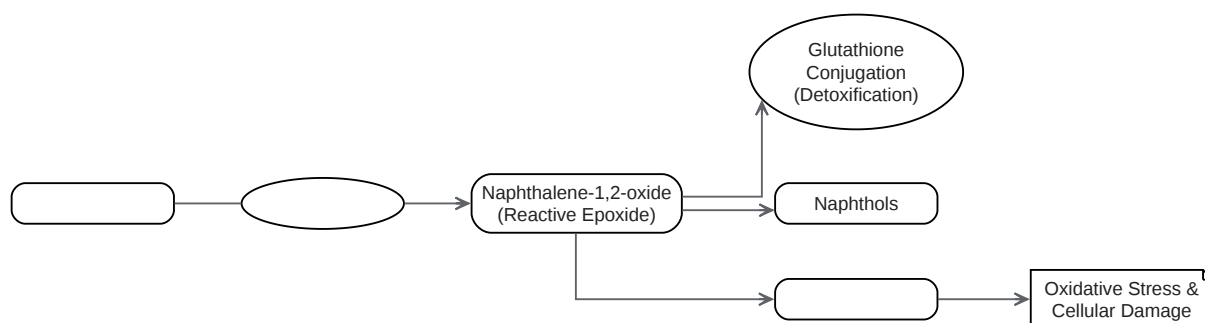 Glutathione
Conjugation
(Detoxification)
Naphthalene-1,2-oxide
(Reactive Epoxide)
Naphthols
Oxidative Stress &
Cellular Damage